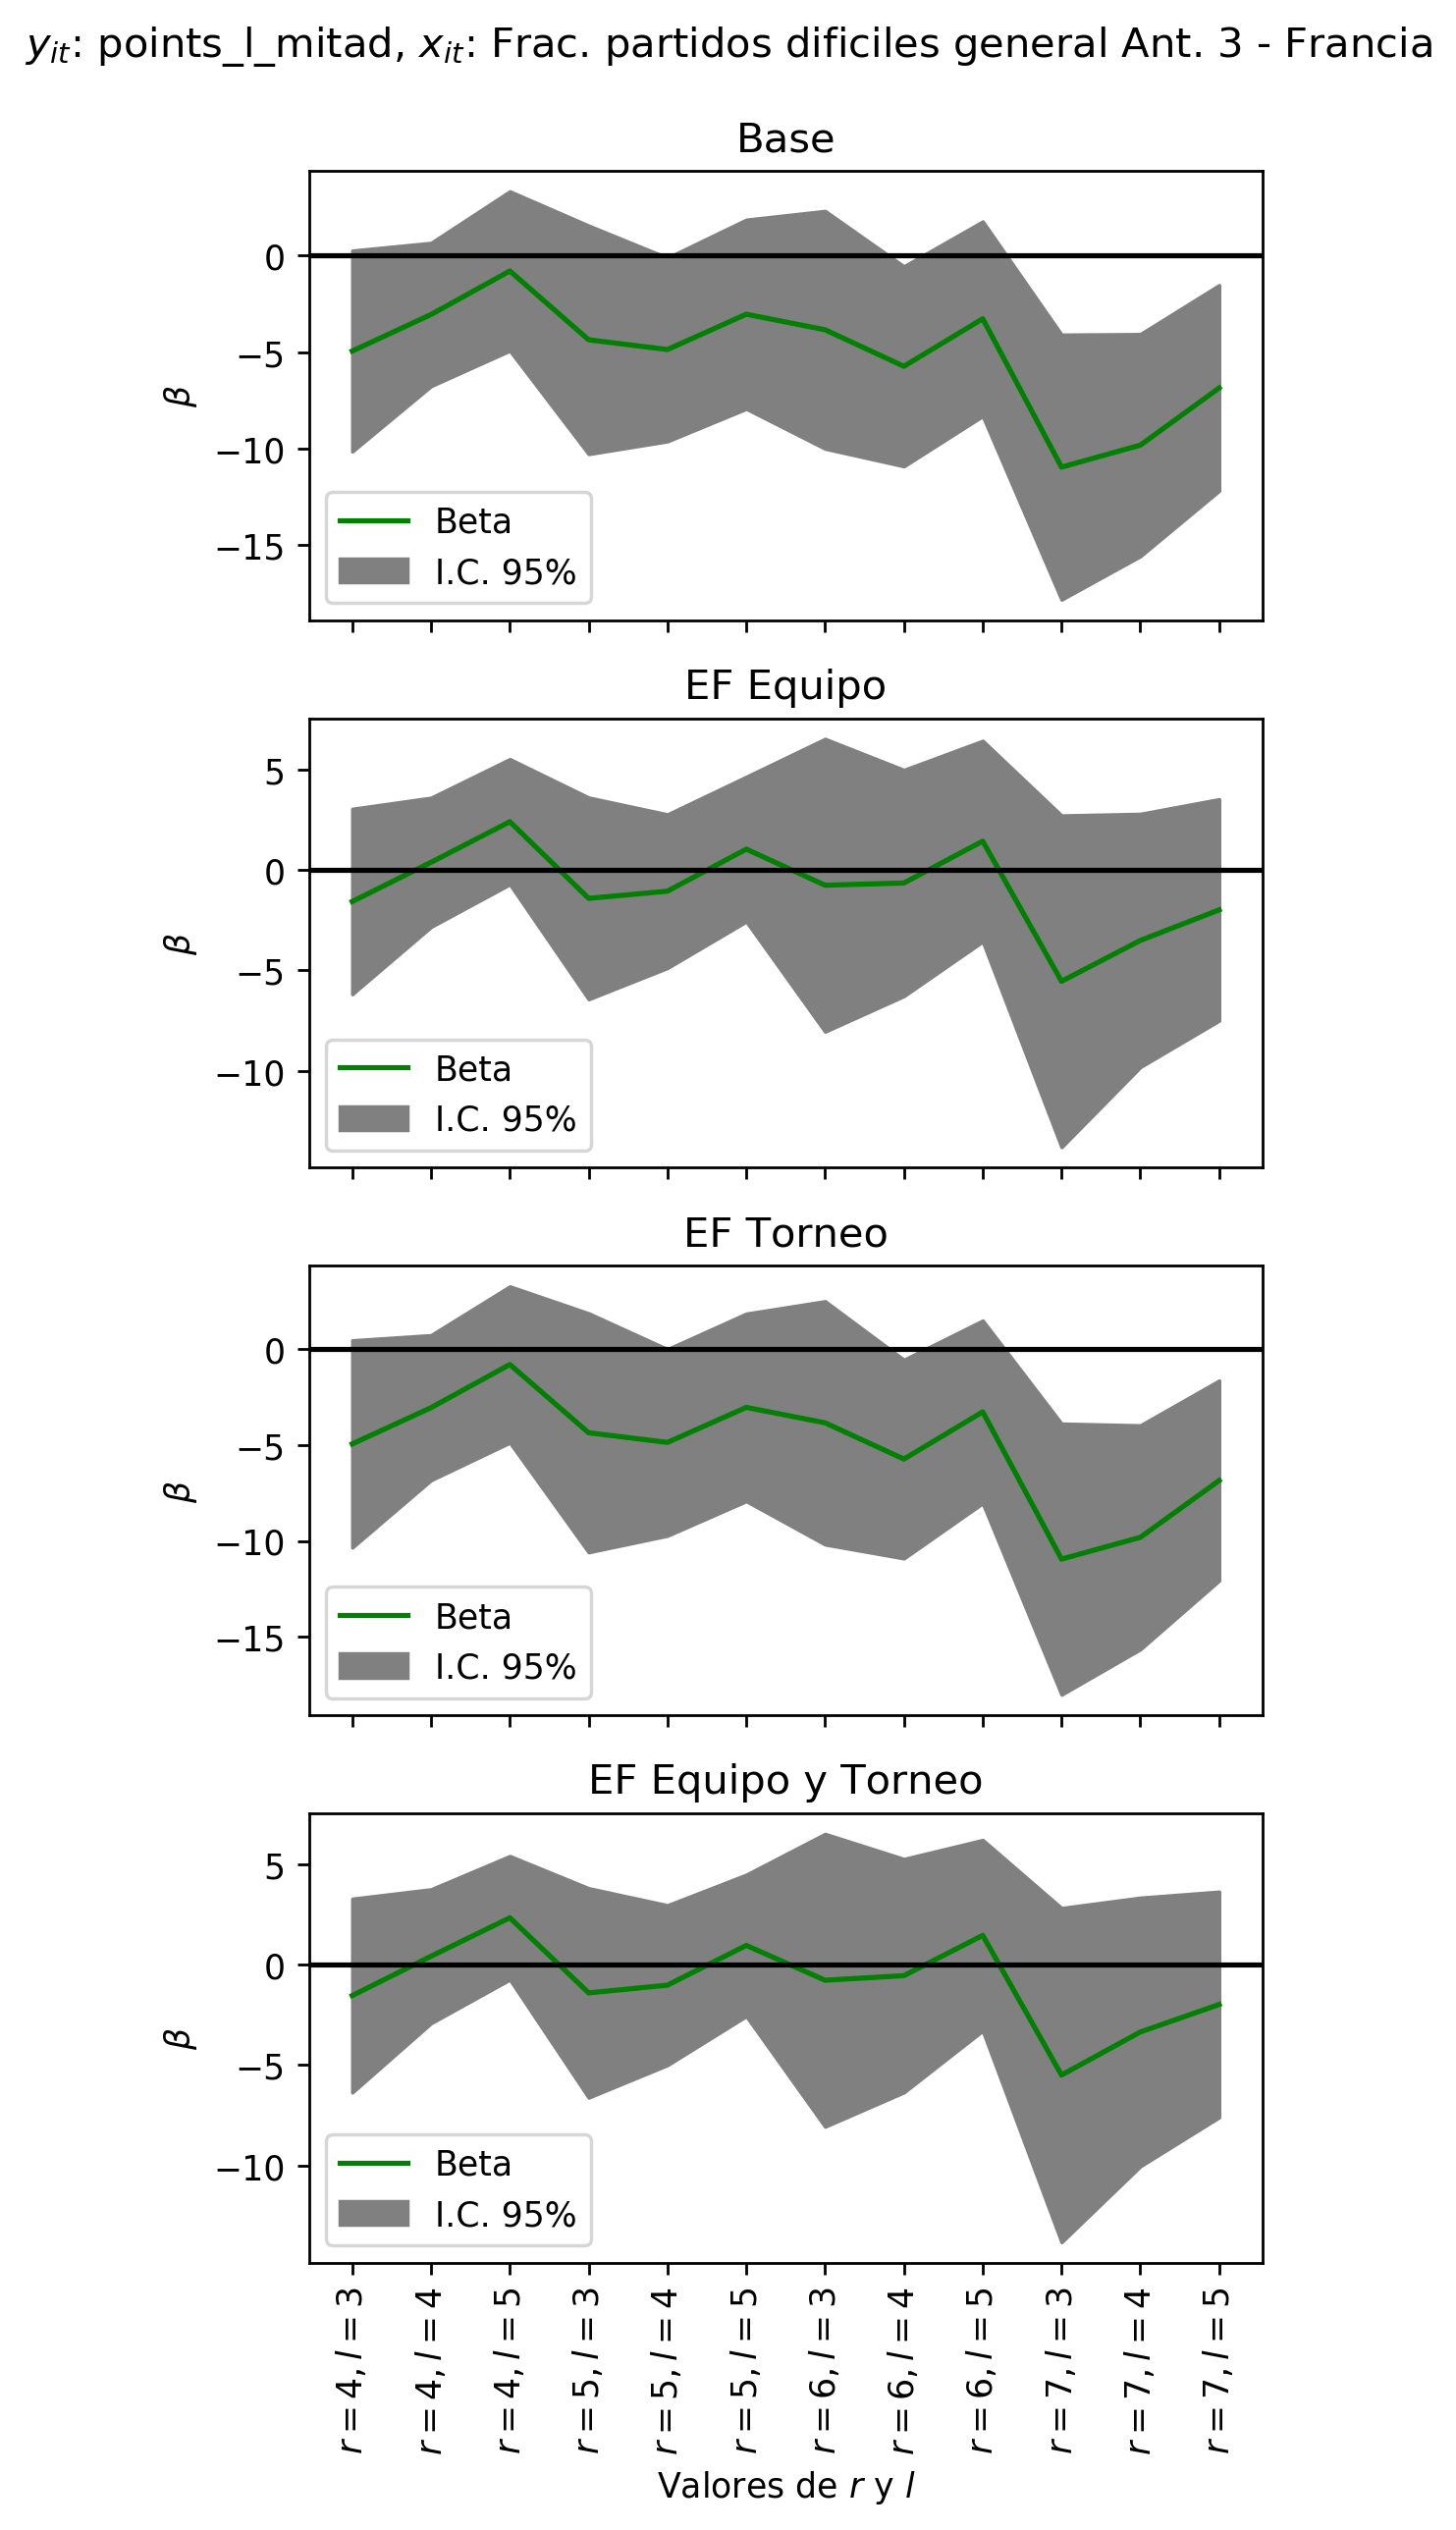 y_it: points_l_mitad, x_it: Frac. partidos dificiles general Ant. 3 - Francia
Base
0
−5
−10
−15
β
Beta
I.C. 95%
EF Equipo
5
0
−5
−10
β
Beta
I.C. 95%
EF Torneo
0
−5
−10
−15
β
Beta
I.C. 95%
EF Equipo y Torneo
5
0
−5
−10
β
Beta
I.C. 95%
r = 4, l = 3
r = 4, l = 4
r = 4, l = 5
r = 5, l = 3
r = 5, l = 4
r = 5, l = 5
r = 6, l = 3
r = 6, l = 4
r = 6, l = 5
r = 7, l = 3
r = 7, l = 4
r = 7, l = 5
Valores de r y l